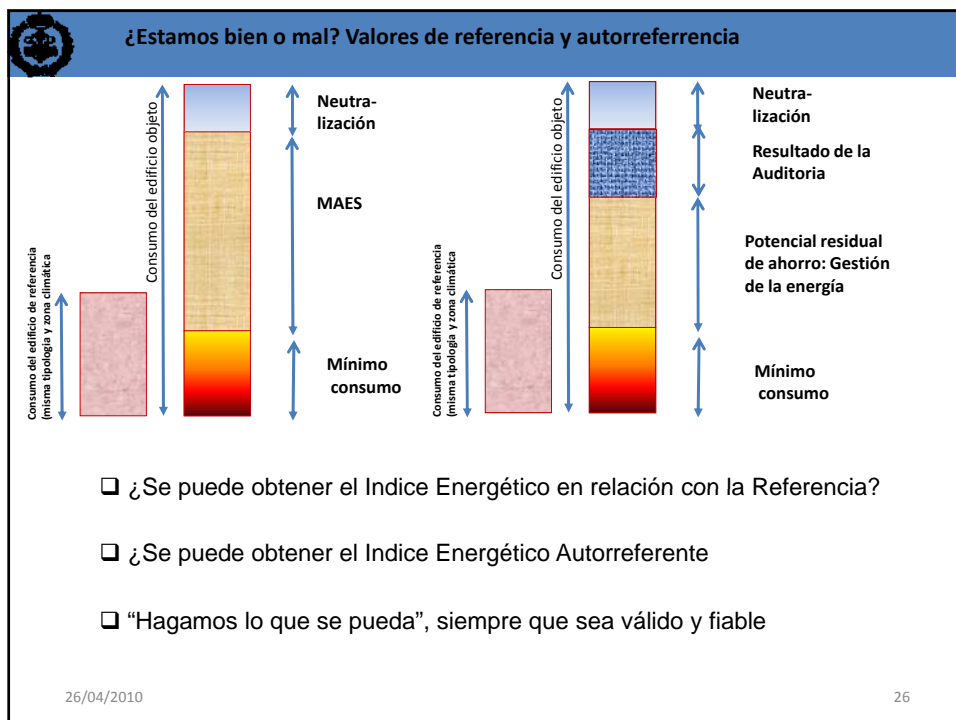 ¿Estamos bien o mal? Valores de referencia y autorreferrencia
Consumo del edificio de referencia
(misma tipología y zona climática
Consumo del edificio objeto
Neutra-
lización
MAES
Mínimo
consumo
Consumo del edificio de referencia
(misma tipología y zona climática
Consumo del edificio objeto
Neutra-
lización
Resultado de la
Auditoria
Potencial residual
de ahorro: Gestión
de la energía
Mínimo
consumo
❑ ¿Se puede obtener el Indice Energético en relación con la Referencia?
❑ ¿Se puede obtener el Indice Energético Autorreferente
❑ “Hagamos lo que se pueda”, siempre que sea válido y fiable
26/04/2010
26